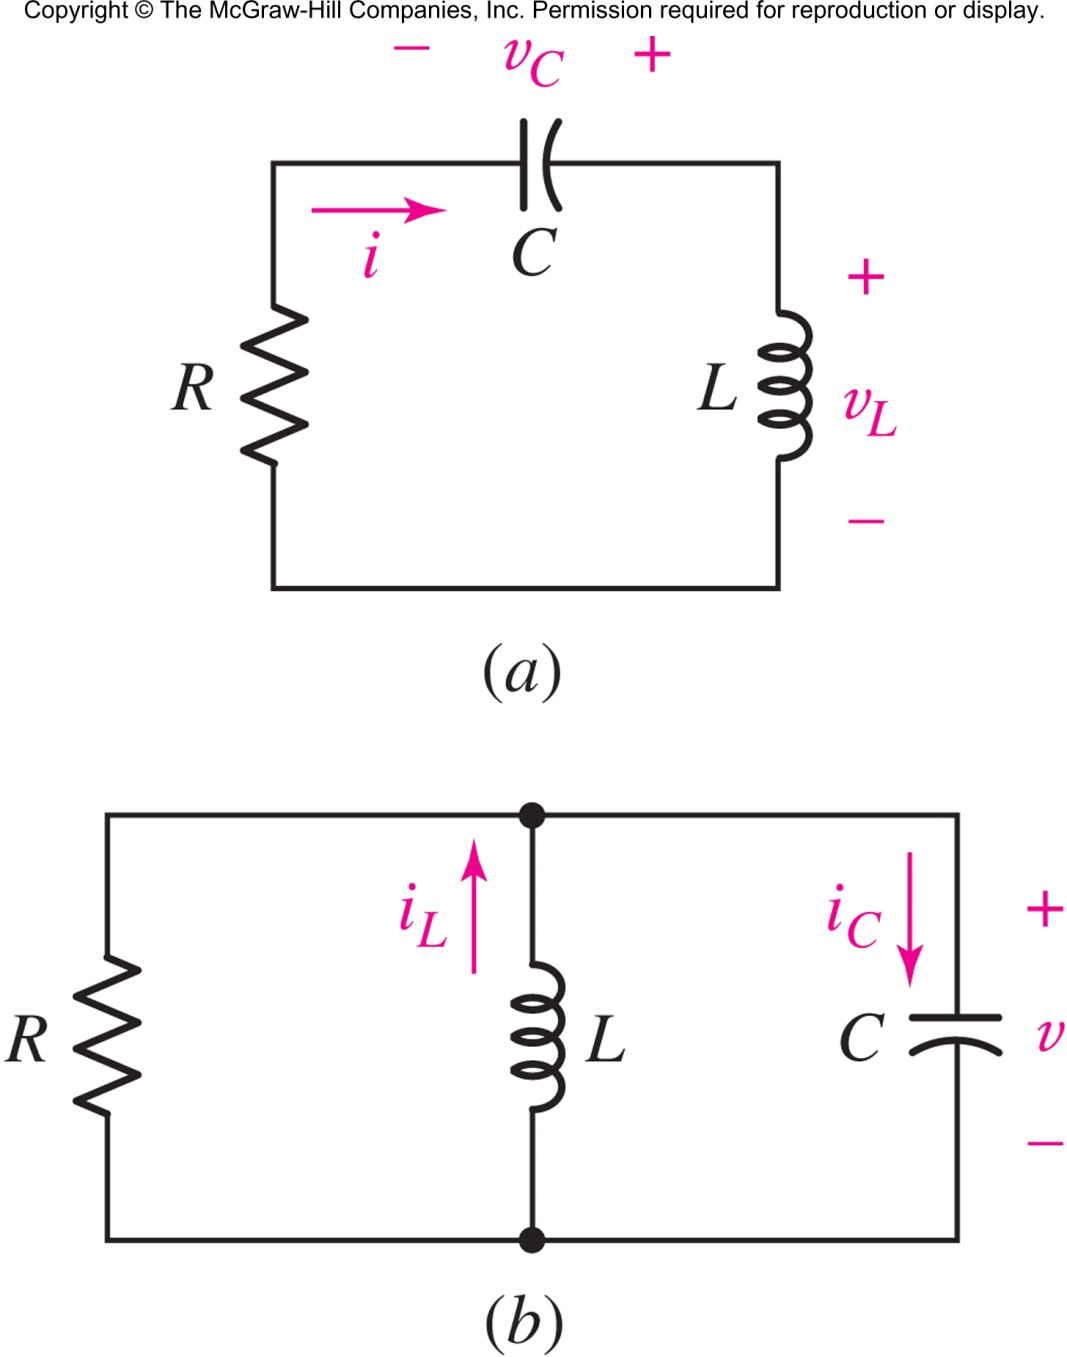 Copyright © The McGraw-Hill Companies, Inc. Permission required for reproduction or display.
− v_C +
i
C
+
R
L
v_L
−
(a)
i_L
i_C
+
R
L
C
v
−
(b)